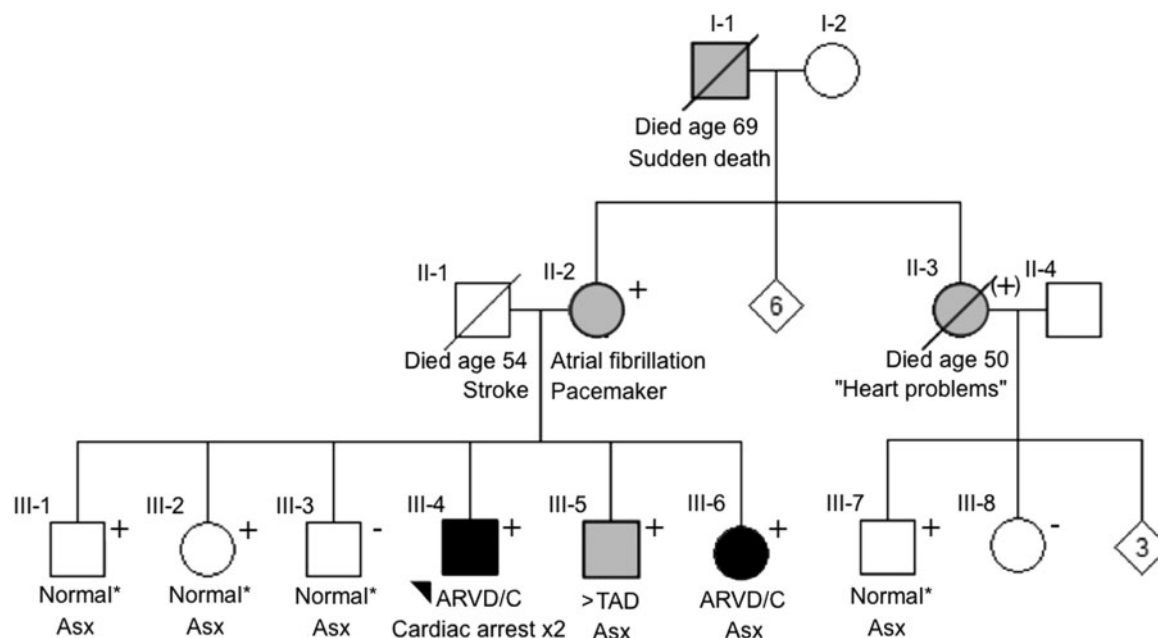 I-1 I-2
Died age 69
Sudden death
II-1 II-2 + II-3 (+) II-4
6
Died age 54 Atrial fibrillation Died age 50
Stroke Pacemaker "Heart problems"
III-1 + III-2 + III-3 - III-4 + III-5 + III-6 + III-7 + III-8 -
3
Normal* Normal* Normal* ARVD/C >TAD ARVD/C Normal*
Asx Asx Asx Cardiac arrest x2 Asx Asx Asx